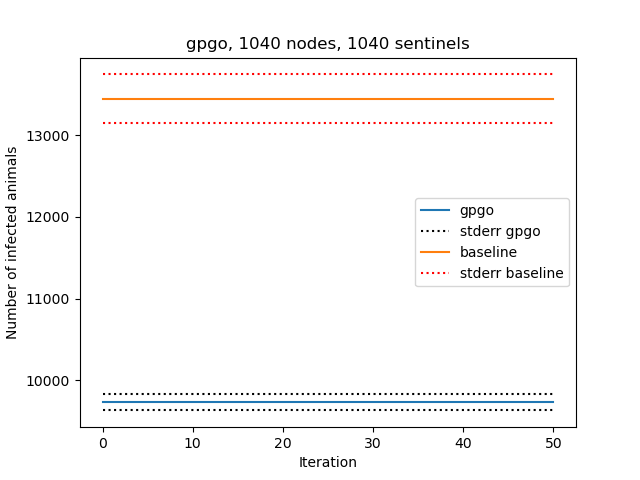 gpgo, 1040 nodes, 1040 sentinels
Number of infected animals
13000
12000
11000
10000
gpgo
stderr gpgo
baseline
stderr baseline
0 10 20 30 40 50
Iteration